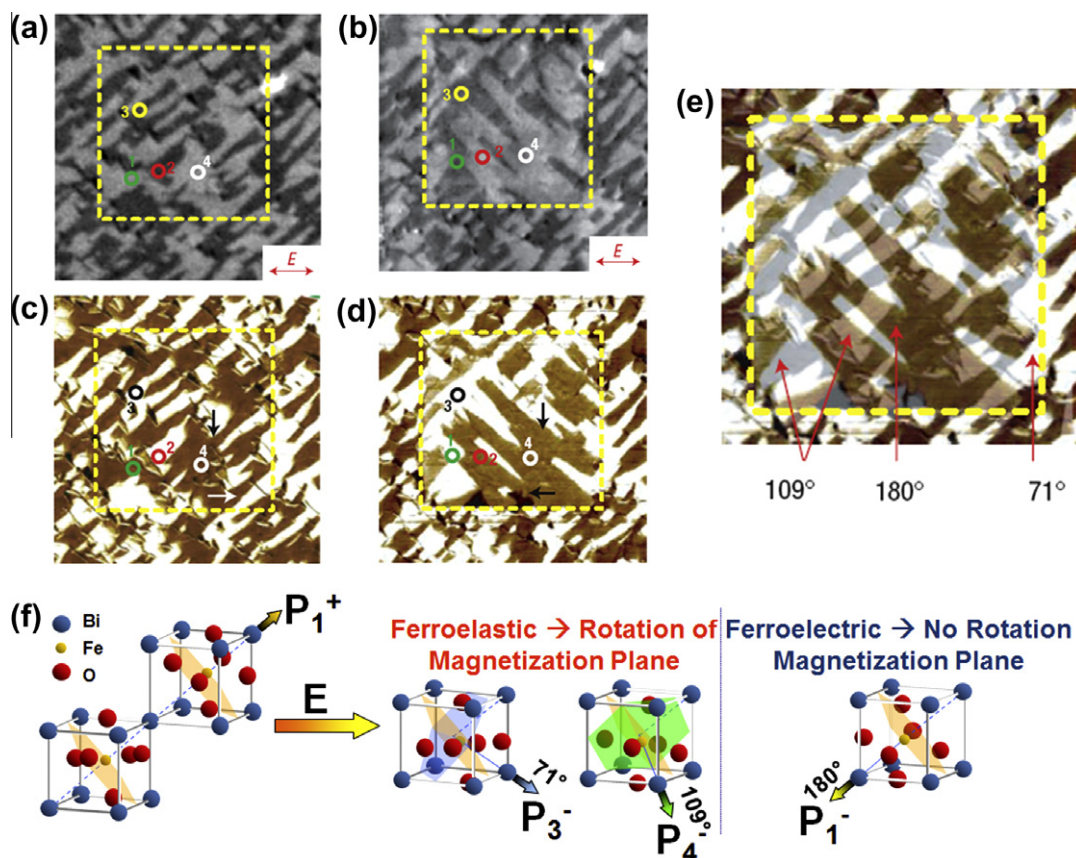 (a)
3
1
2
4
E
(b)
3
1
2
4
E
(c)
3
1
2
4
(d)
3
1
2
4
(e)
109°
180°
71°
(f)
Bi
Fe
O
P₁⁺
E
Ferroelastic → Rotation of
Magnetization Plane
71°
P₃⁻
109°
P₄⁻
Ferroelectric → No Rotation
Magnetization Plane
180°
P₁⁻